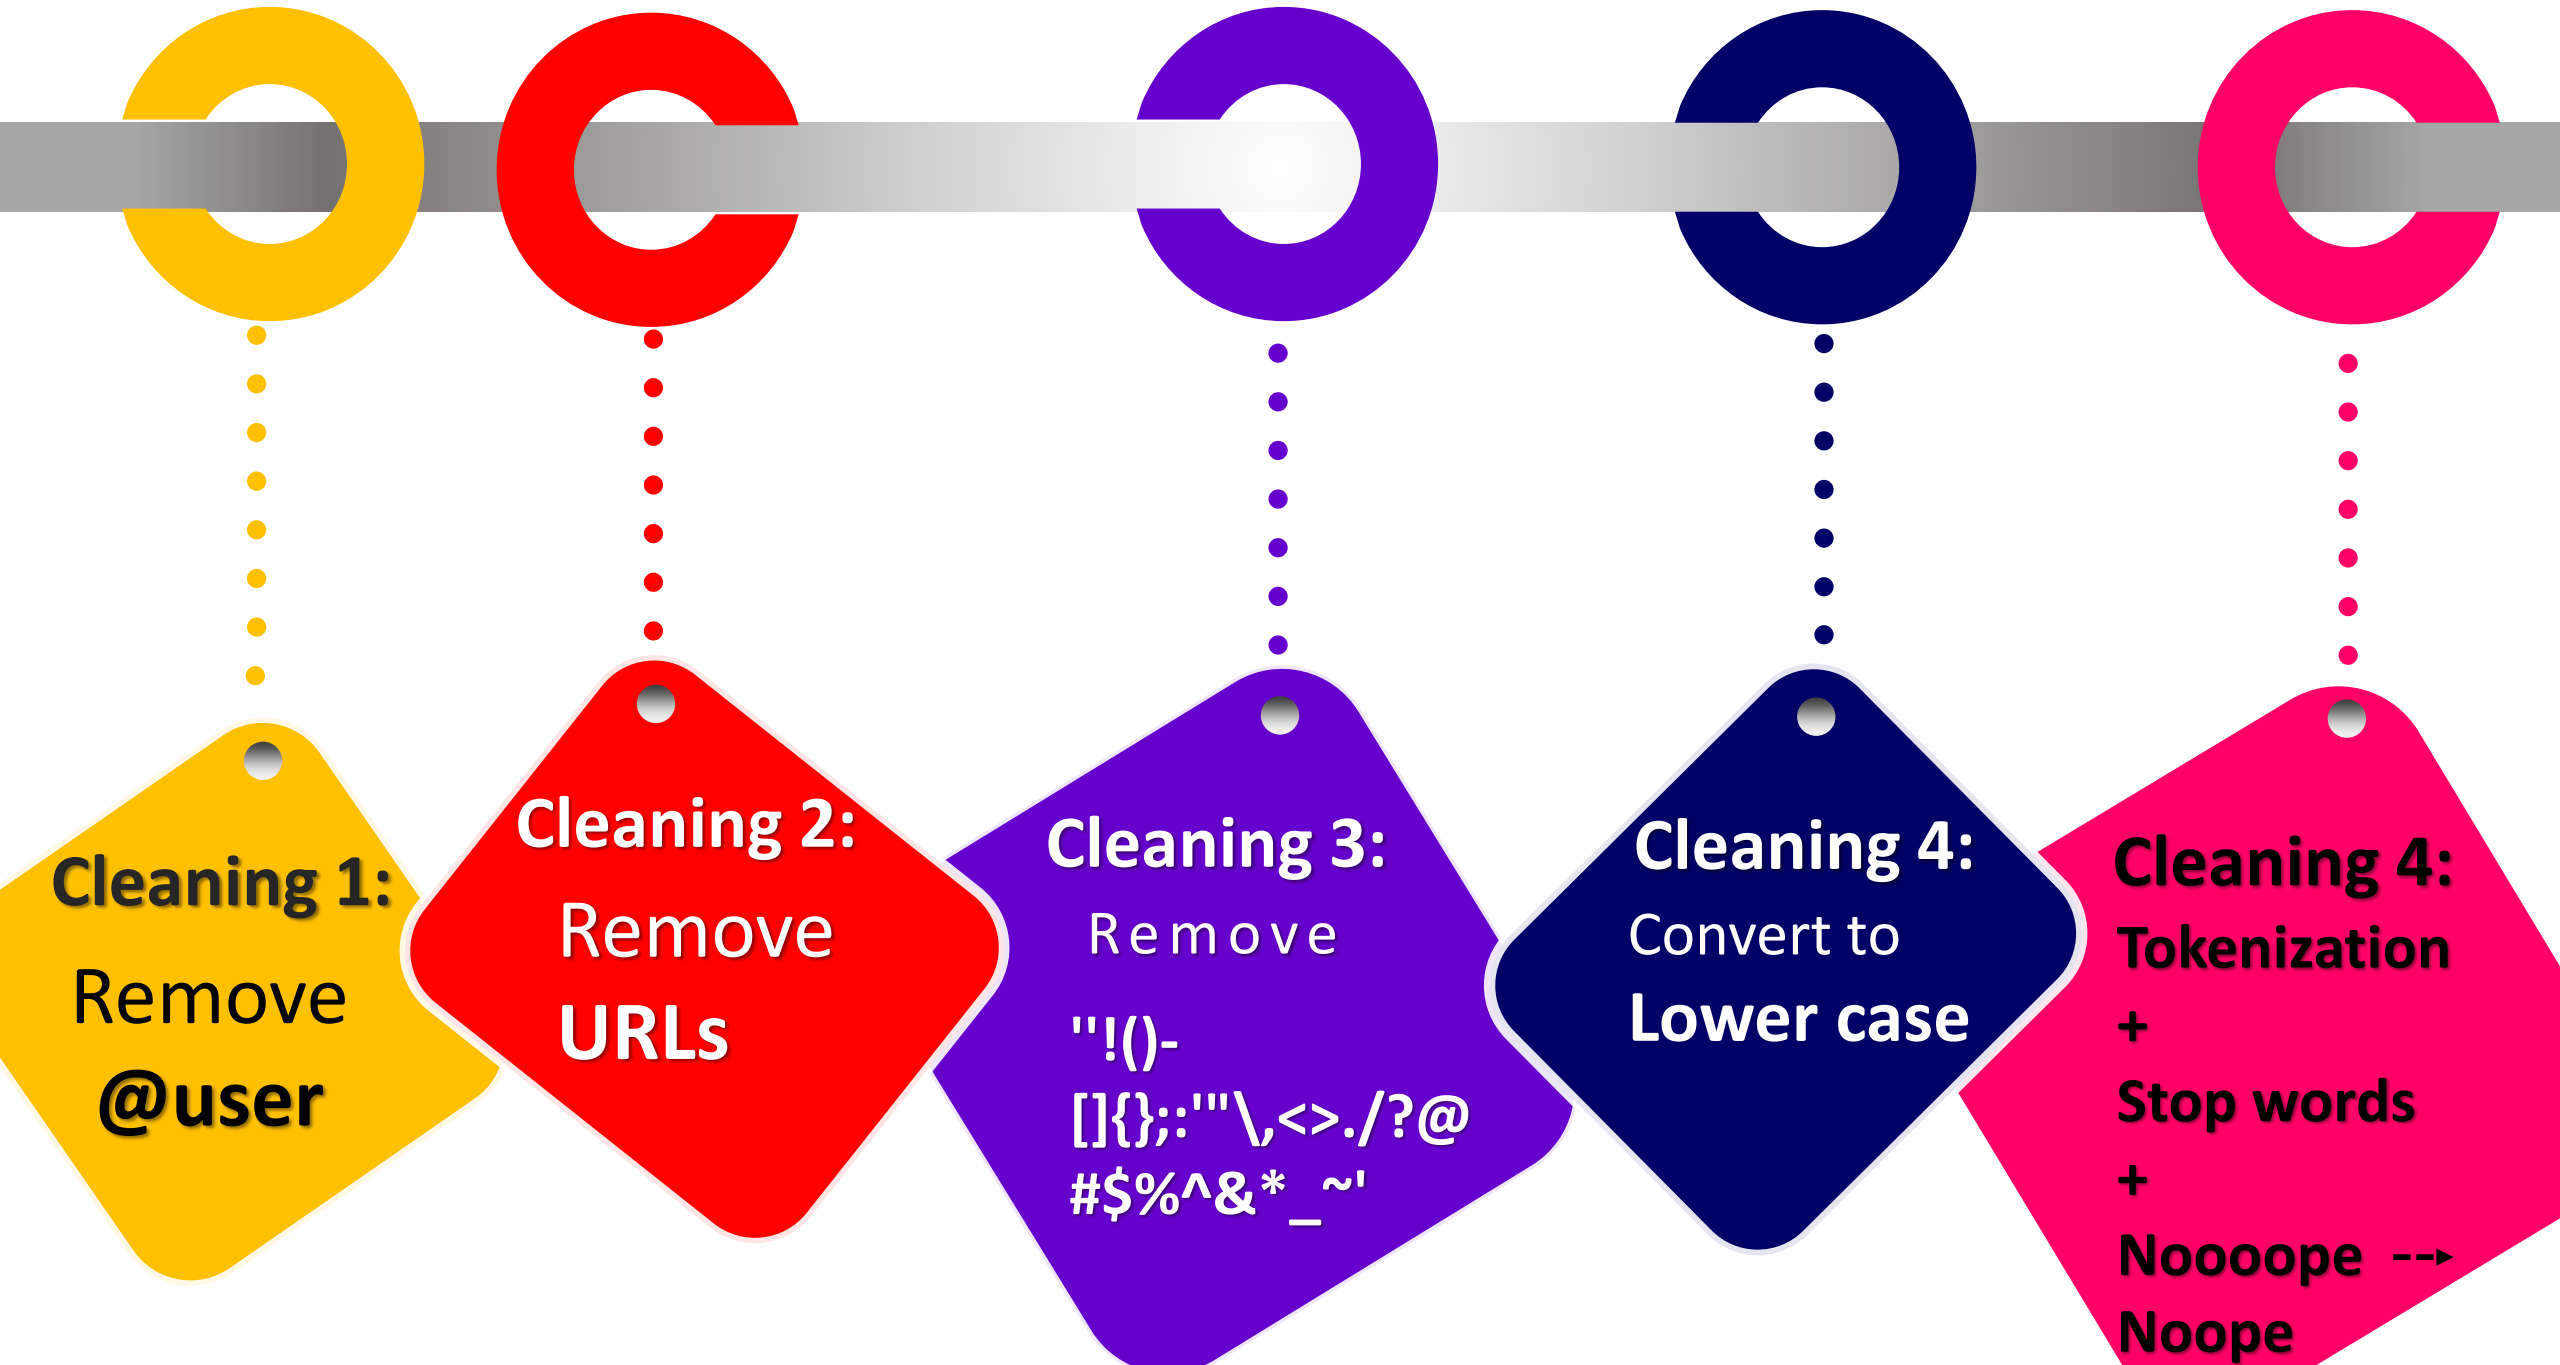 Cleaning 1:
Remove
@user
Cleaning 2:
Remove
URLs
Cleaning 3:
Remove
''!()-
[]{};:'"\,<>./?@
#$%^&*_~'
Cleaning 4:
Convert to
Lower case
Cleaning 4:
Tokenization
+
Stop words
+
Noooope -->
Noope